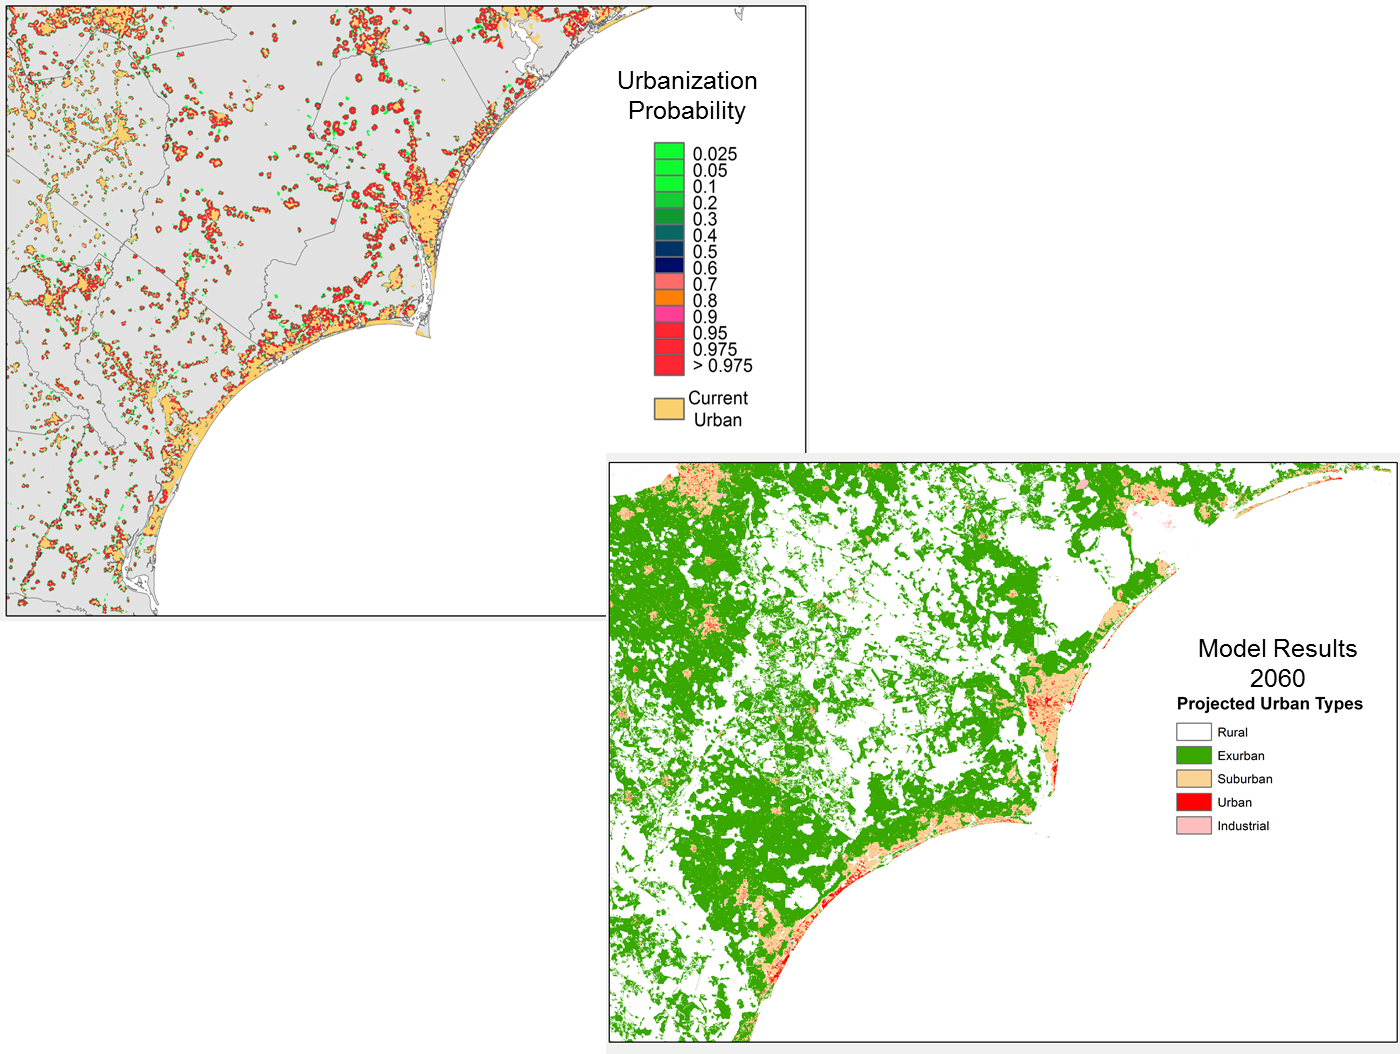 Urbanization
Probability
0.025
0.05
0.1
0.2
0.3
0.4
0.5
0.6
0.7
0.8
0.9
0.95
0.975
> 0.975
Current
Urban
Model Results
2060
Projected Urban Types
Rural
Exurban
Suburban
Urban
Industrial